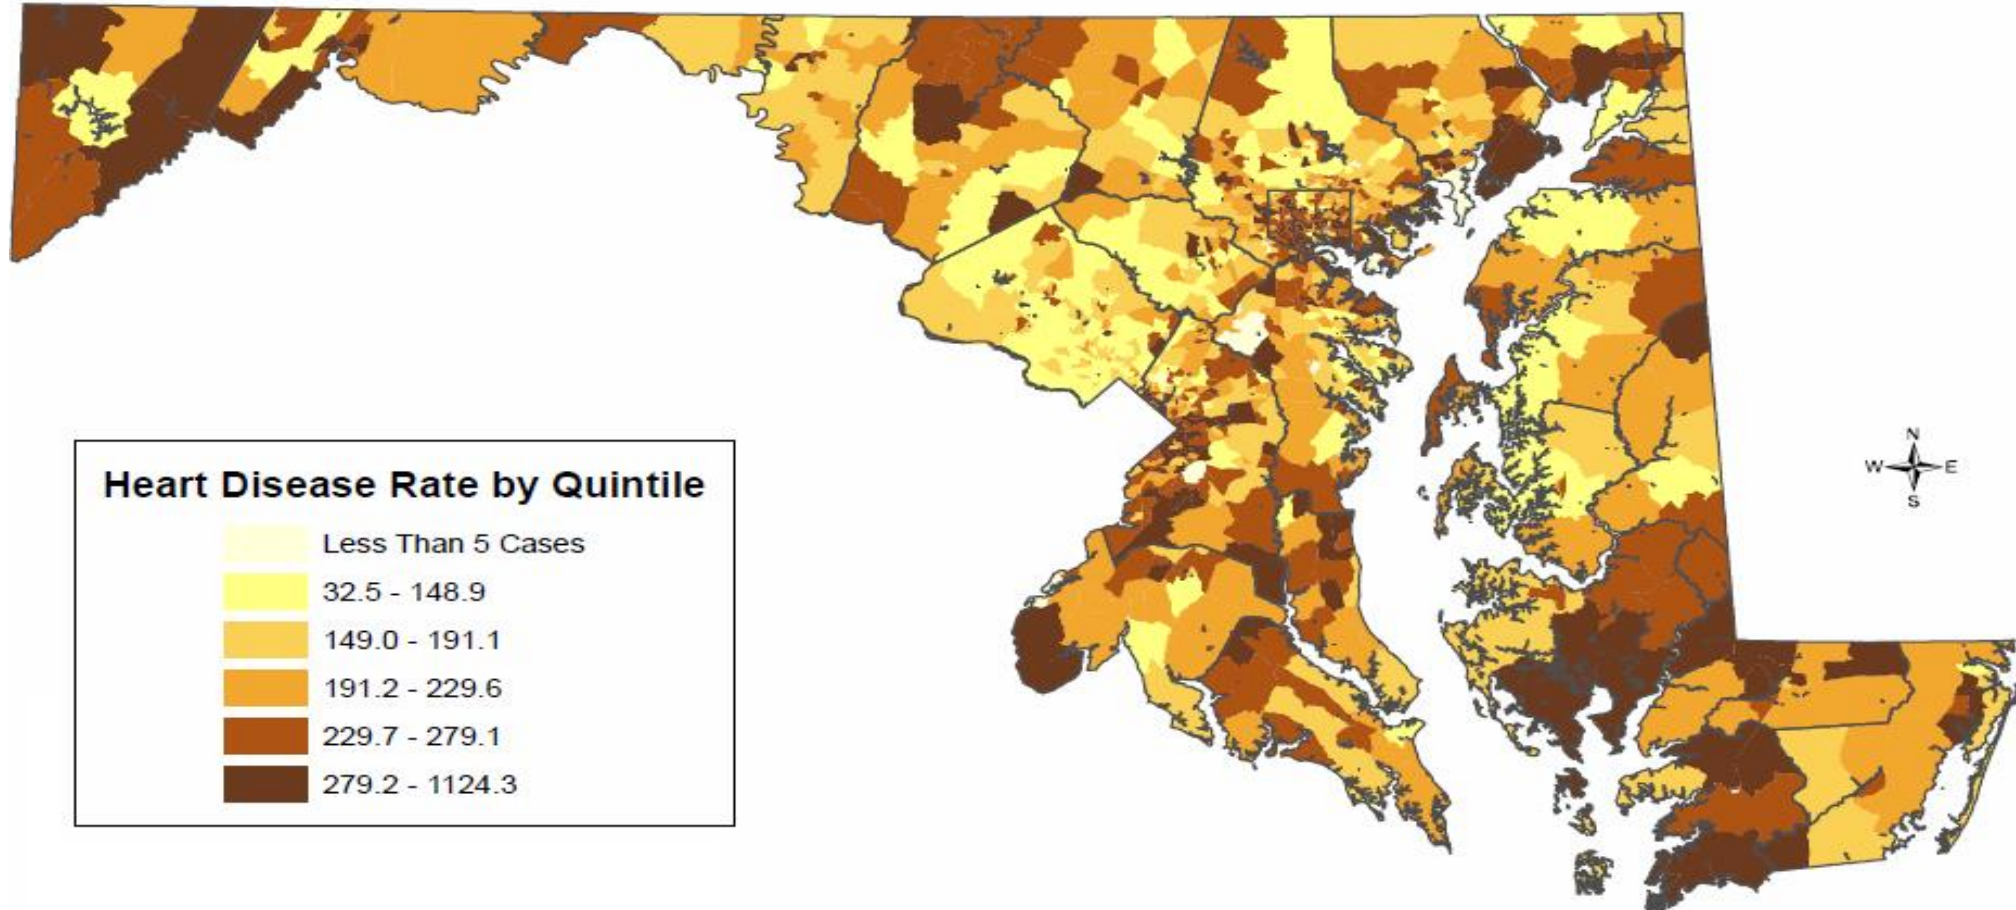 Heart Disease Rate by Quintile
Less Than 5 Cases
32.5 - 148.9
149.0 - 191.1
191.2 - 229.6
229.7 - 279.1
279.2 - 1124.3
N
W E
S